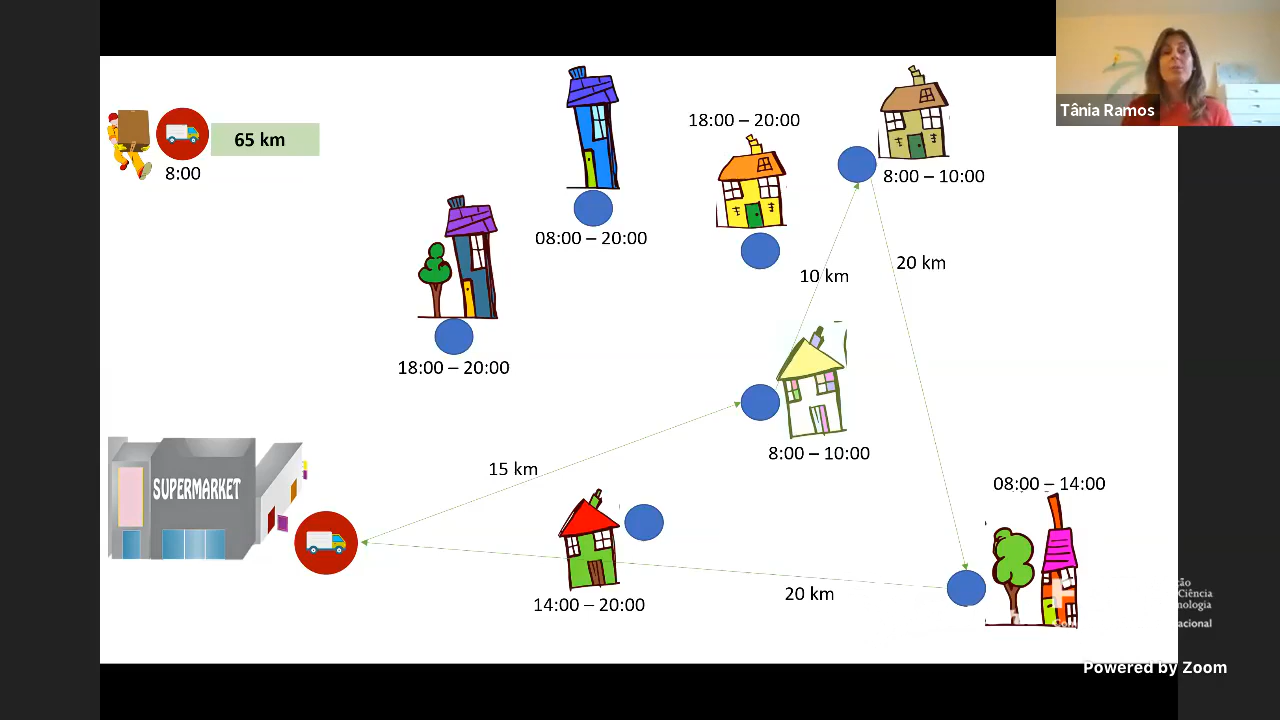 Tânia Ramos
65 km
8:00
18:00 – 20:00
8:00 – 10:00
08:00 – 20:00
10 km
20 km
18:00 – 20:00
8:00 – 10:00
15 km
SUPERMARKET
08:00 – 14:00
14:00 – 20:00
20 km
Powered by Zoom